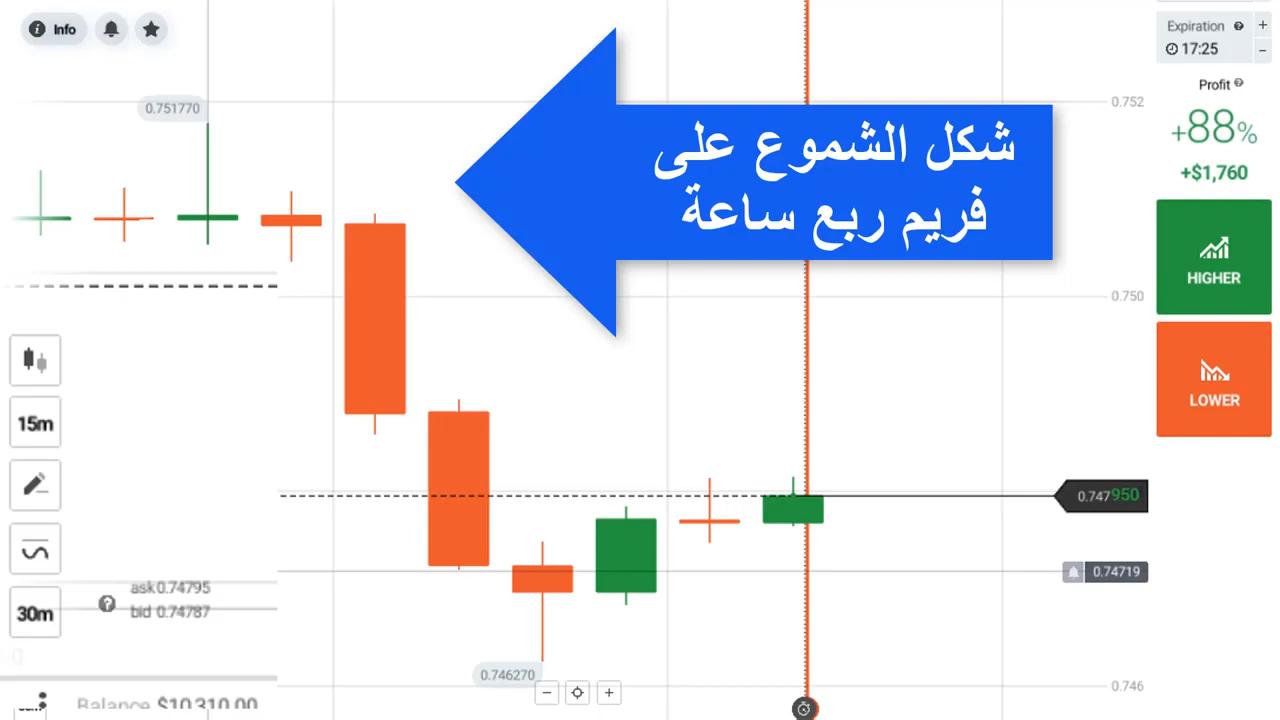 Info
0.751770
شكل الشموع على
فريم ربع ساعة
0.752
0.750
0.746
Expiration
17:25
+
-
Profit
+88%
+$1,760
HIGHER
LOWER
15m
30m
ask 0.74795
bid 0.74787
0.747950
0.74719
0.746270
- +
Balance $10,310.00